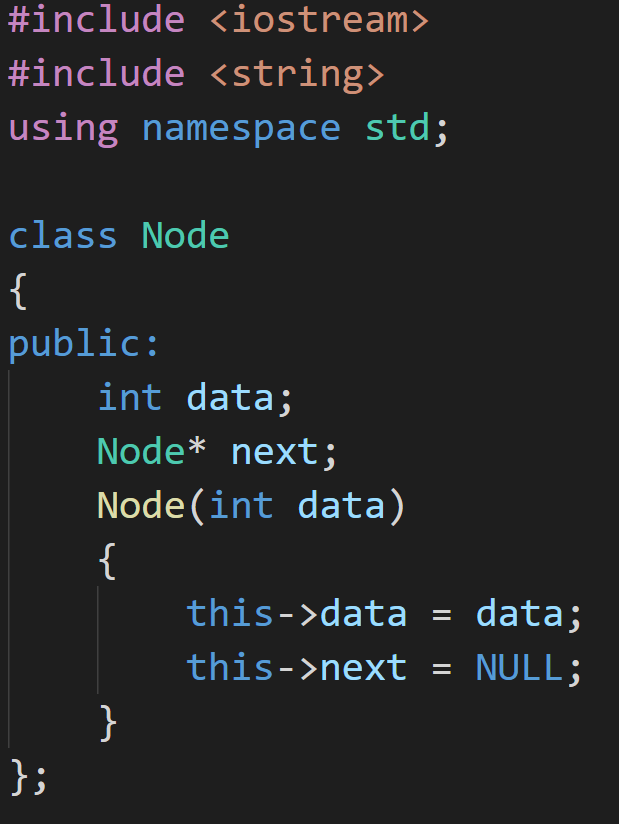 #include <iostream>
#include <string>
using namespace std;
class Node
{
public:
int data;
Node* next;
Node(int data)
{
this->data = data;
this->next = NULL;
}
};